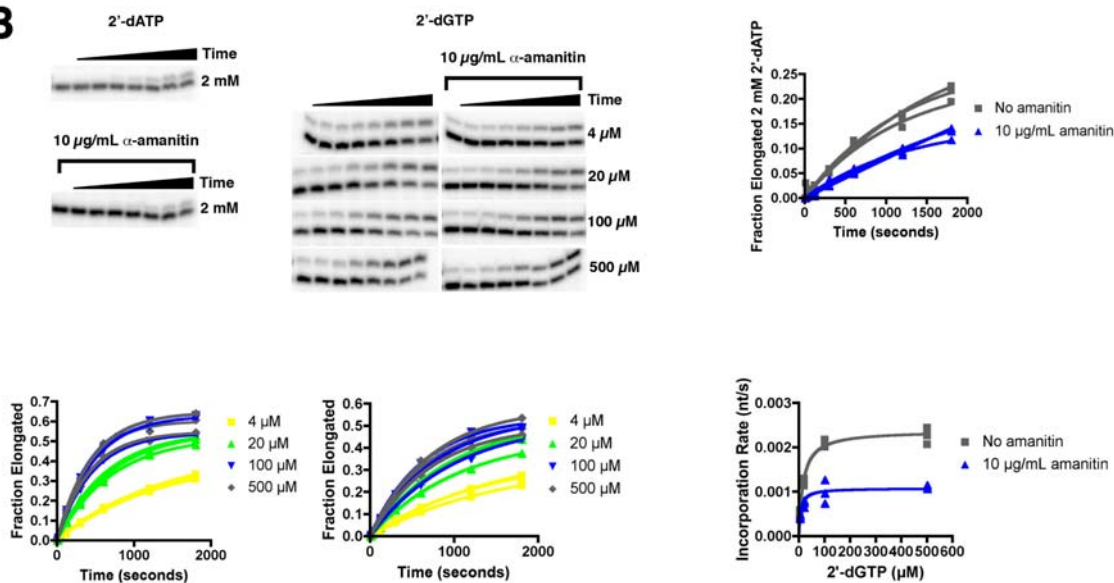 B
2'-dATP
Time
2 mM
10 µg/mL α-amanitin
Time
2 mM
2'-dGTP
10 µg/mL α-amanitin
Time
4 µM
20 µM
100 µM
500 µM
Fraction Elongated 2 mM 2'-dATP
0.25
0.20
0.15
0.10
0.05
0.00
0 500 1000 1500 2000
Time (seconds)
No amanitin
10 µg/mL amanitin
Fraction Elongated
0.7
0.6
0.5
0.4
0.3
0.2
0.1
0.0
0 1000 2000
Time (seconds)
4 µM
20 µM
100 µM
500 µM
Fraction Elongated
0.6
0.5
0.4
0.3
0.2
0.1
0.0
0 1000 2000
Time (seconds)
4 µM
20 µM
100 µM
500 µM
Incorporation Rate (nt/s)
0.003
0.002
0.001
0.000
0 100 200 300 400 500 600
2'-dGTP (µM)
No amanitin
10 µg/mL amanitin